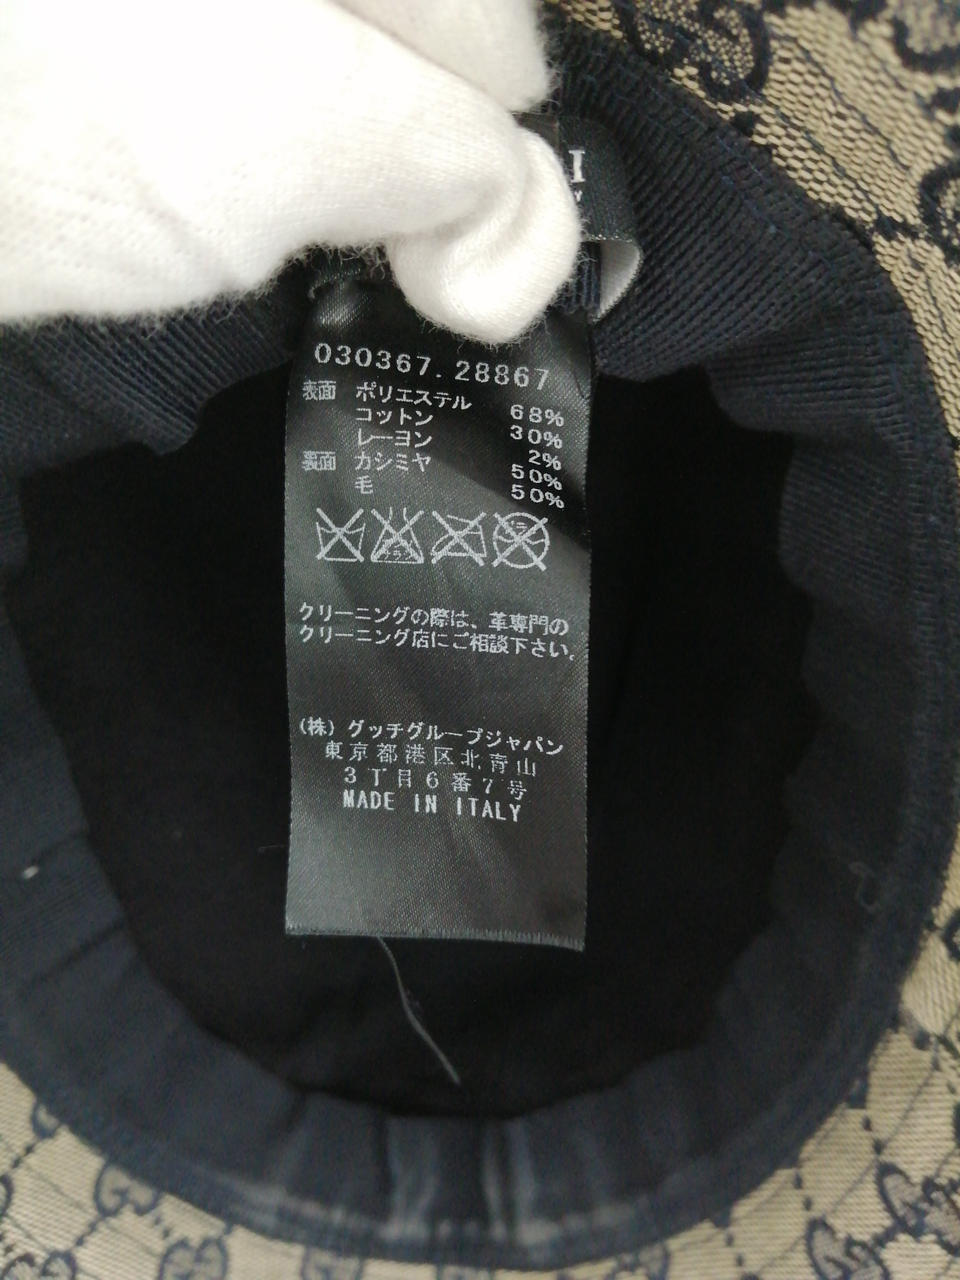 I
Y
030367.28867
表面 ポリエステル 68%
コットン 30%
レーヨン 2%
裏面 カシミヤ 50%
毛 50%
クリーニングの際は、革専門の
クリーニング店にご相談下さい。
(株) グッチグループジャパン
東京都港区北青山
3丁目6番7号
MADE IN ITALY